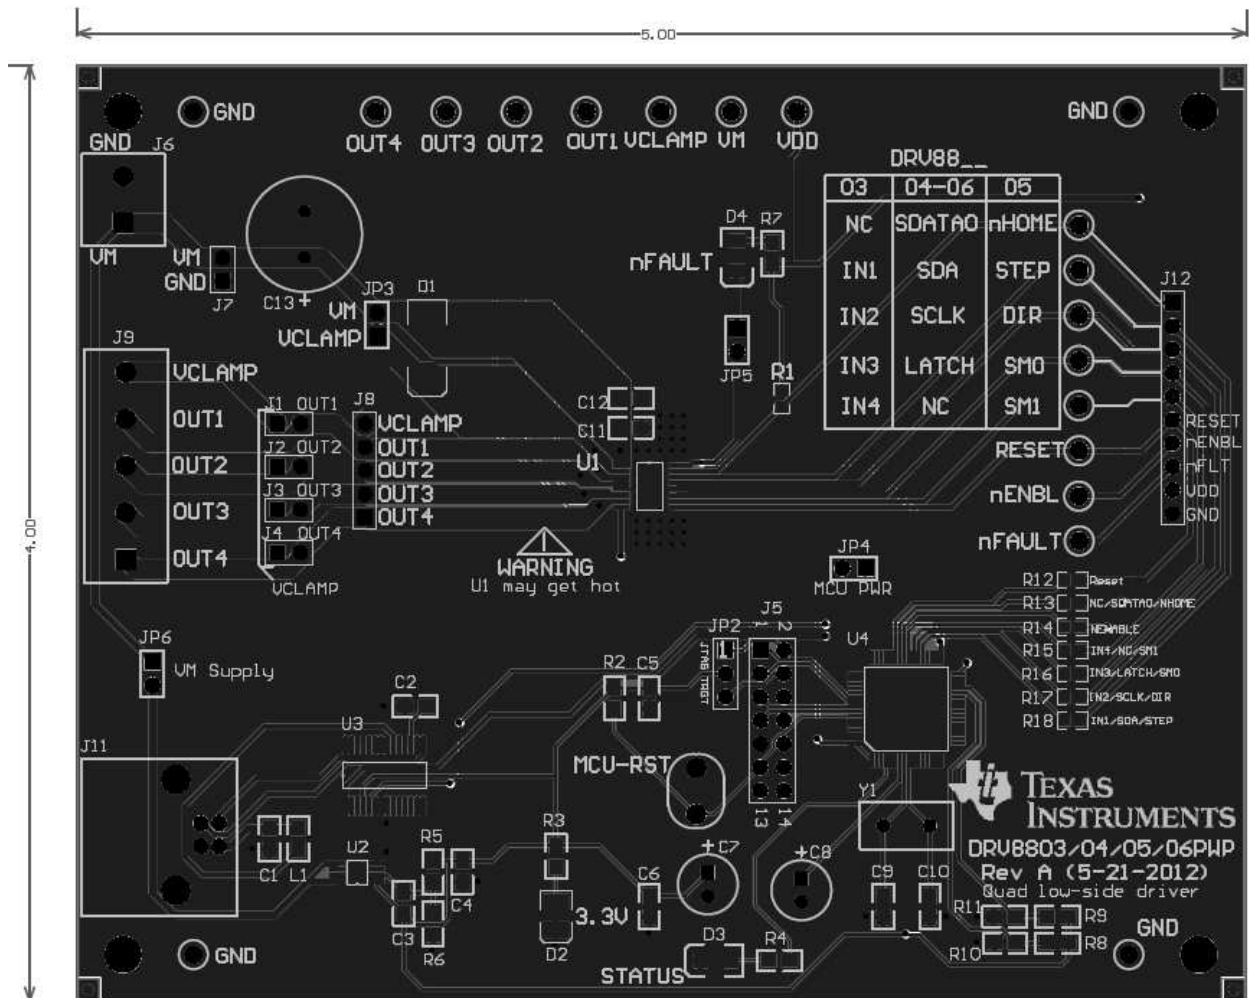 5.00
4.00
GND
GND
GND J6
OUT4 OUT3 OUT2 OUT1 VCLAMP VM VDD
DRV88__
03 04-06 05
NC SDATAO nHOME
IN1 SDA STEP
IN2 SCLK DIR
IN3 LATCH SMO
IN4 NC SM1
D4 R7
nFAULT
JP5 R1
VM
VM
GND
J7
C13 +
JP3
VM
VCLAMP
D1
J9
VCLAMP
OUT1
OUT2
OUT3
OUT4
J1 OUT1
J2 OUT2
J3 OUT3
J4 OUT4
VCLAMP
J8
VCLAMP
OUT1
OUT2
OUT3
OUT4
C12
C11
U1
WARNING
U1 may get hot
J12
RESET
nENBL
nFLT
VDD
GND
RESET
nENBL
nFAULT
JP4
MCU PWR
R12 Reset
R13 NC/SDATAO/NHOME
R14 NENABLE
R15 IN4/NC/SM1
R16 IN3/LATCH/SMO
R17 IN2/SCLK/DIR
R18 IN1/SDA/STEP
J5
1 2
13 14
JP2
JTAG TRGT
U4
R2 C5
JP6
VM Supply
C2
U3
J11
MCU-RST
C1 L1
U2
R5
C4
C3
R6
R3
3.3V
D2
C6
+ C7
+ C8
Y1
C9 C10
D3 R4
STATUS
TEXAS
INSTRUMENTS
DRV8803/04/05/06PWP
Rev A (5-21-2012)
Quad low-side driver
R11 R9
R10 R8
GND
GND